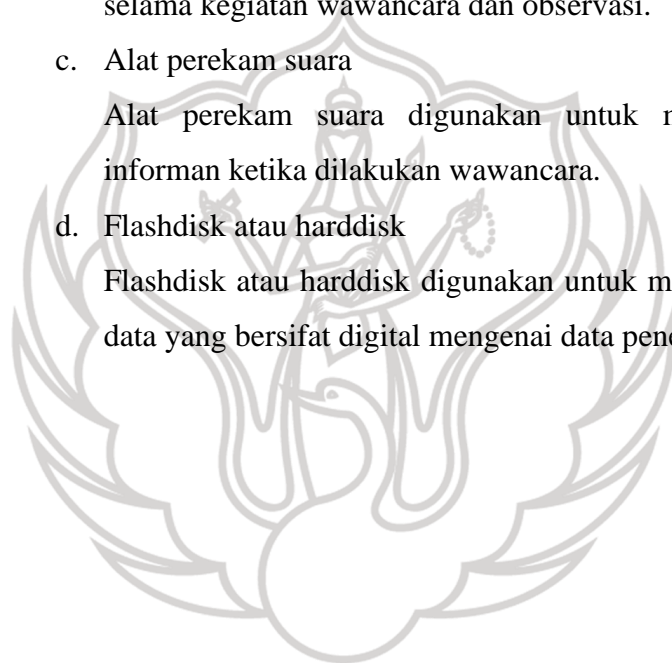 selama kegiatan wawancara dan observasi.
c. Alat perekam suara
Alat perekam suara digunakan untuk
informan ketika dilakukan wawancara.
d. Flashdisk atau harddisk
Flashdisk atau harddisk digunakan untuk
data yang bersifat digital mengenai data